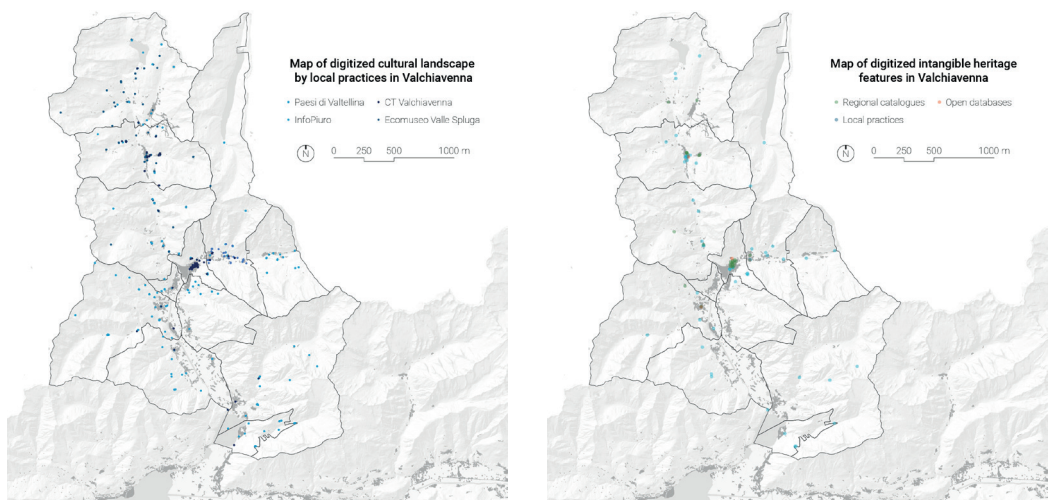 Map of digitized cultural landscape
by local practices in Valchiavenna
Paesi di Valtellina
CT Valchiavenna
InfoPiuro
Ecomuseo Valle Spluga
N
0 250 500 1000 m
Map of digitized intangible heritage
features in Valchiavenna
Regional catalogues
Open databases
Local practices
N
0 250 500 1000 m